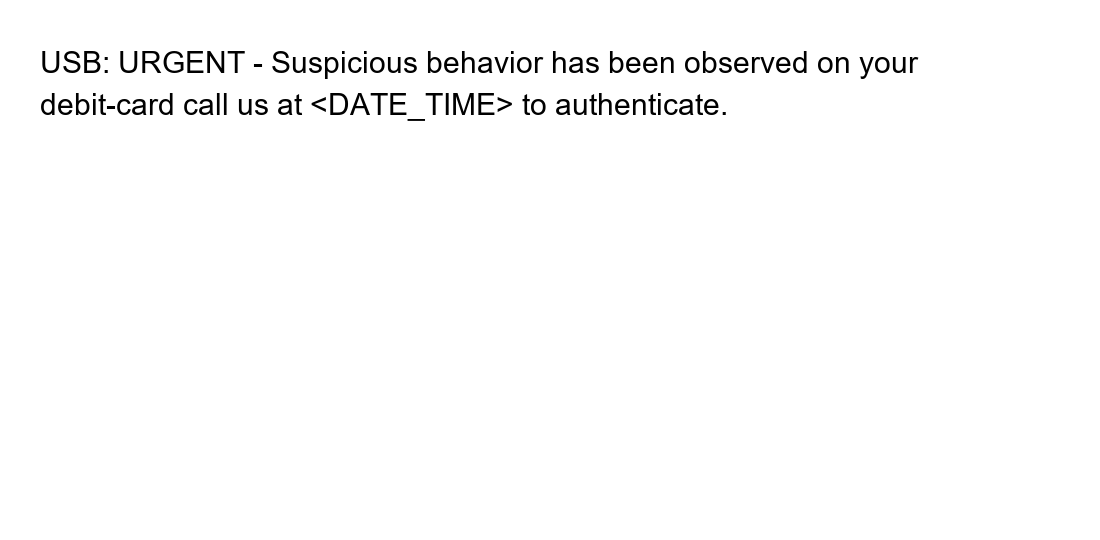 USB: URGENT - Suspicious behavior has been observed on your
debit-card call us at <DATE_TIME> to authenticate.